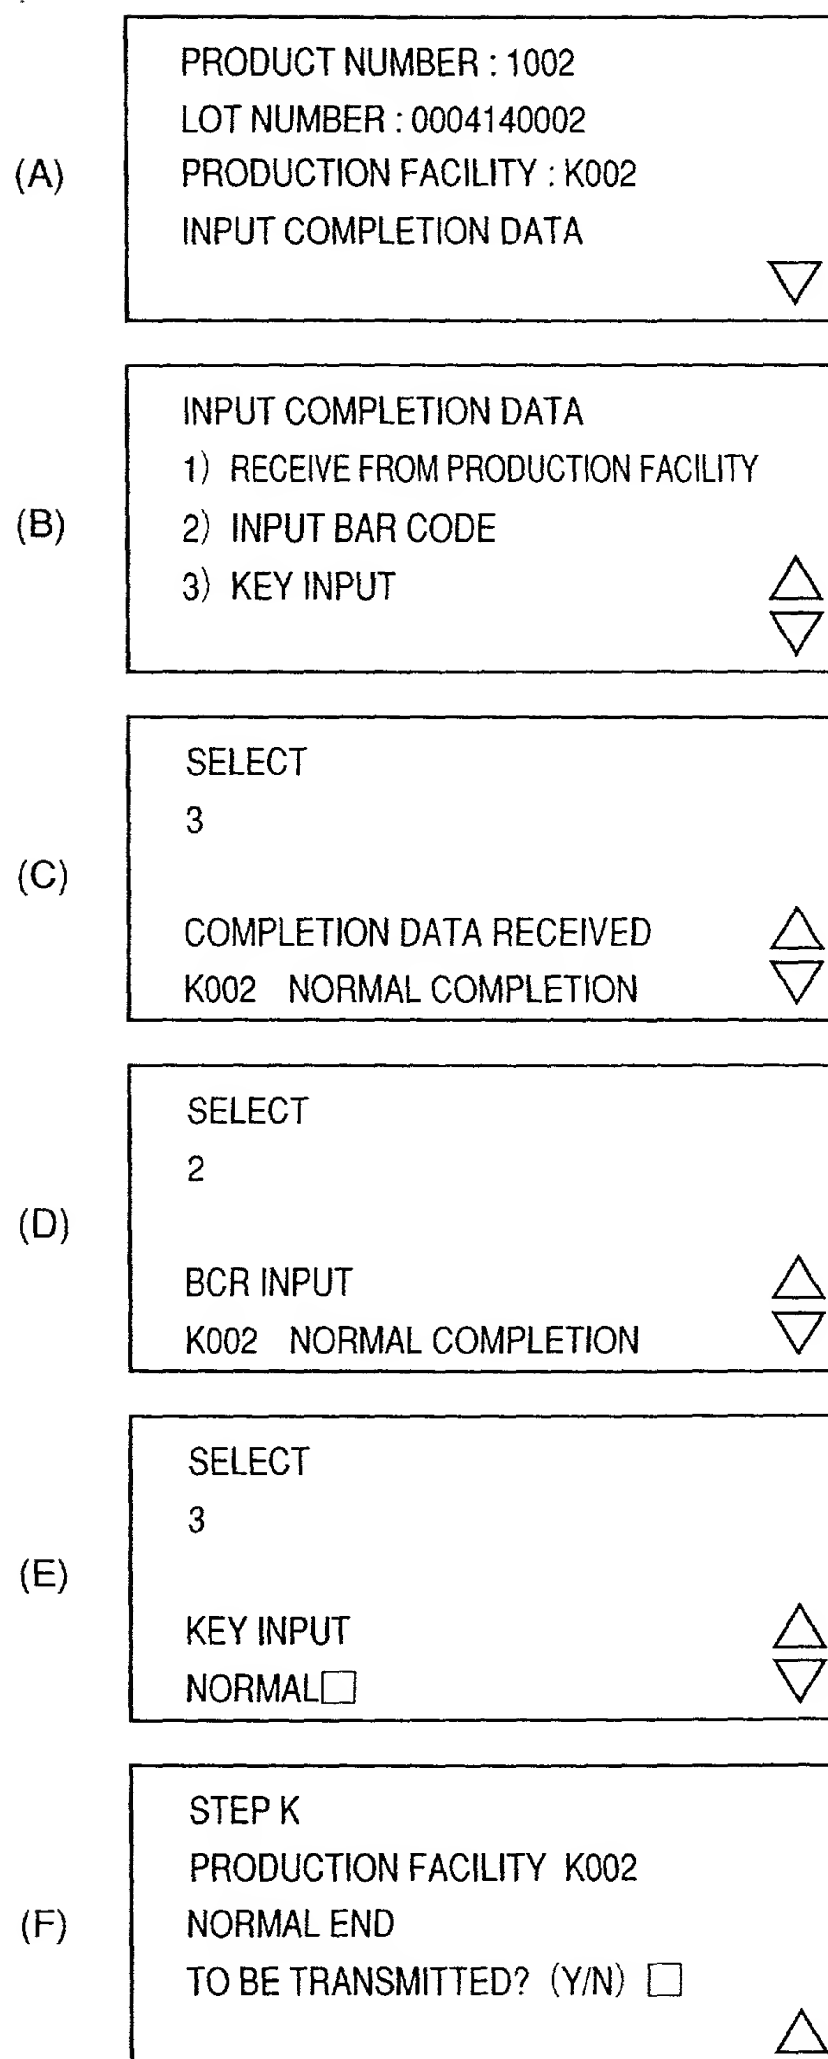 PRODUCT NUMBER : 1002
LOT NUMBER : 0004140002
(A) PRODUCTION FACILITY : K002
INPUT COMPLETION DATA
INPUT COMPLETION DATA
1) RECEIVE FROM PRODUCTION FACILITY
(B) 2) INPUT BAR CODE
3) KEY INPUT
SELECT
3
(C)
COMPLETION DATA RECEIVED
K002 NORMAL COMPLETION
SELECT
2
(D)
BCR INPUT
K002 NORMAL COMPLETION
SELECT
3
(E)
KEY INPUT
NORMAL□
STEP K
PRODUCTION FACILITY K002
(F) NORMAL END
TO BE TRANSMITTED? (Y/N) □